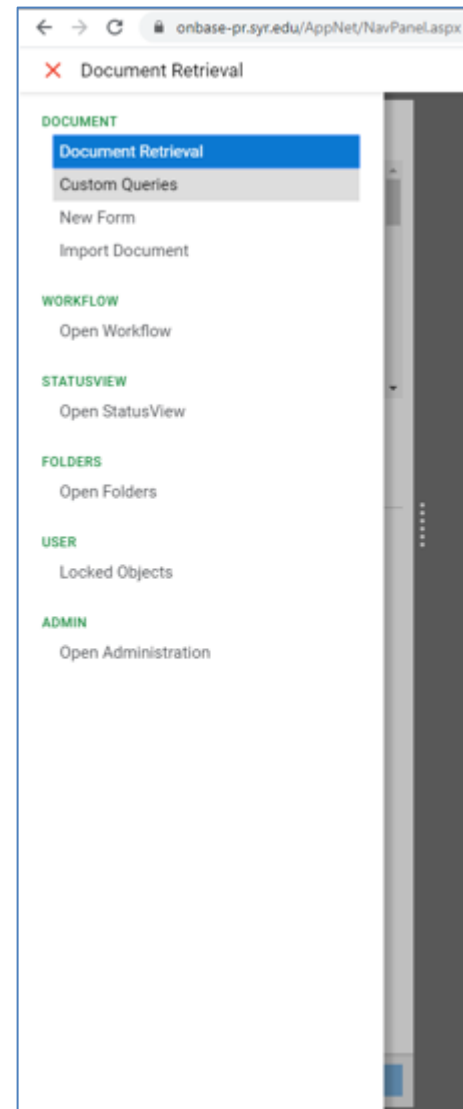 onbase-pr.syr.edu/AppNet/NavPanel.aspx
Document Retrieval
DOCUMENT
Document Retrieval
Custom Queries
New Form
Import Document
WORKFLOW
Open Workflow
STATUSVIEW
Open StatusView
FOLDERS
Open Folders
USER
Locked Objects
ADMIN
Open Administration